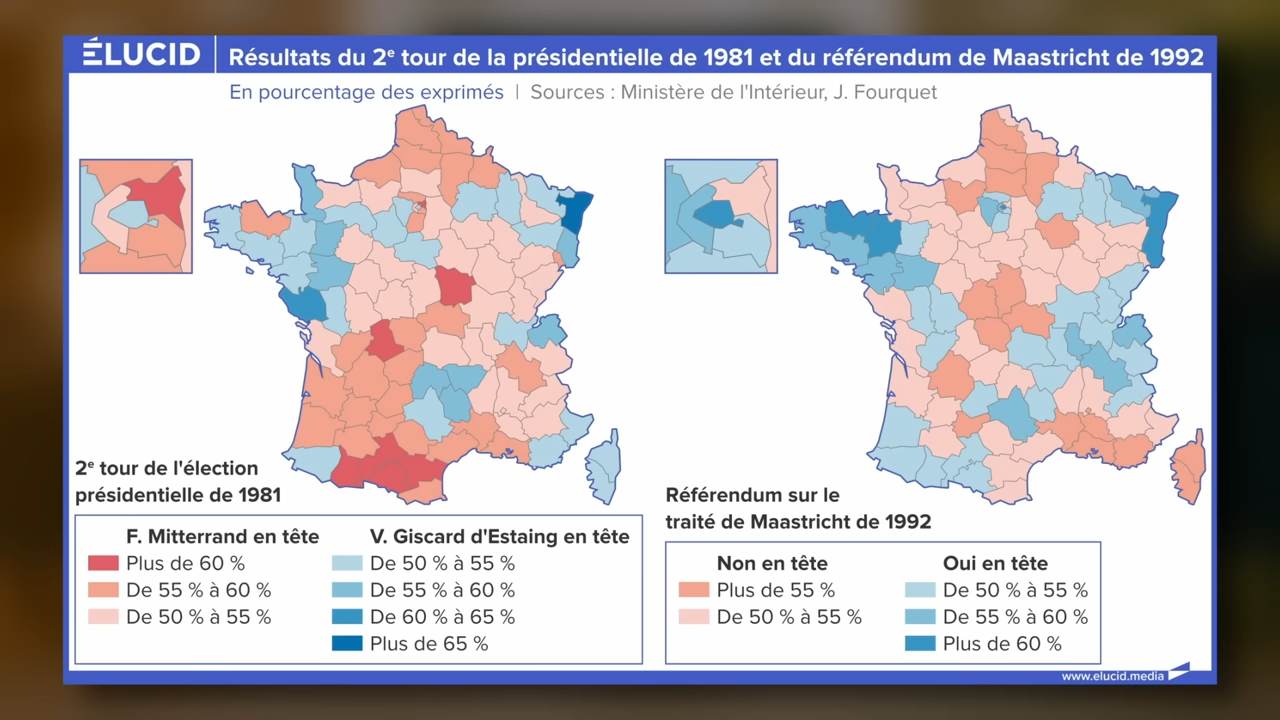 ÉLUCID
Résultats du 2e tour de la présidentielle de 1981 et du référendum de Maastricht de 1992
En pourcentage des exprimés | Sources : Ministère de l'Intérieur, J. Fourquet
2e tour de l'élection
présidentielle de 1981
F. Mitterrand en tête
Plus de 60 %
De 55 % à 60 %
De 50 % à 55 %
V. Giscard d'Estaing en tête
De 50 % à 55 %
De 55 % à 60 %
De 60 % à 65 %
Plus de 65 %
Référendum sur le
traité de Maastricht de 1992
Non en tête
Plus de 55 %
De 50 % à 55 %
Oui en tête
De 50 % à 55 %
De 55 % à 60 %
Plus de 60 %
www.elucid.media